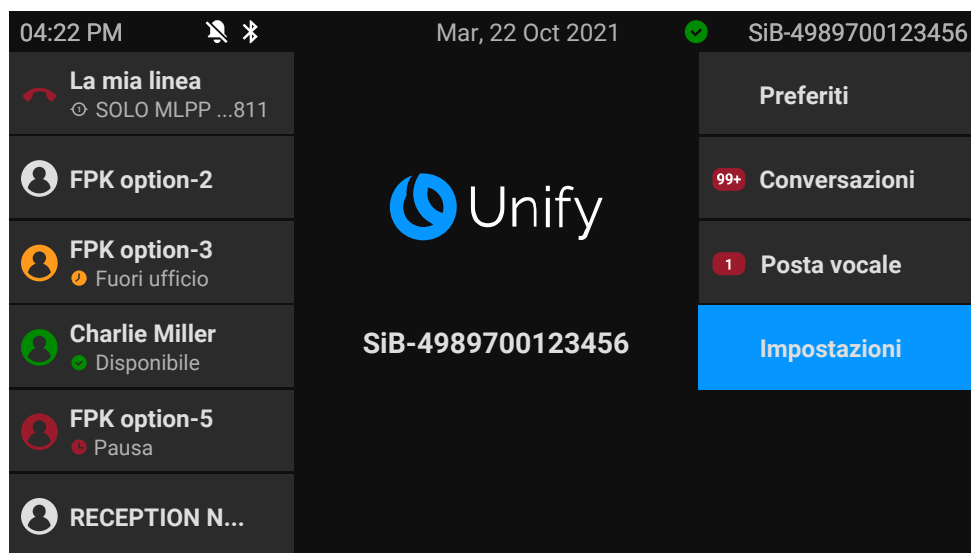 04:22 PM
Mar, 22 Oct 2021
SiB-4989700123456
La mia linea
SOLO MLPP ...811
FPK option-2
FPK option-3
Fuori ufficio
Charlie Miller
Disponibile
FPK option-5
Pausa
RECEPTION N...
Unify
SiB-4989700123456
Preferiti
99+ Conversazioni
1 Posta vocale
Impostazioni